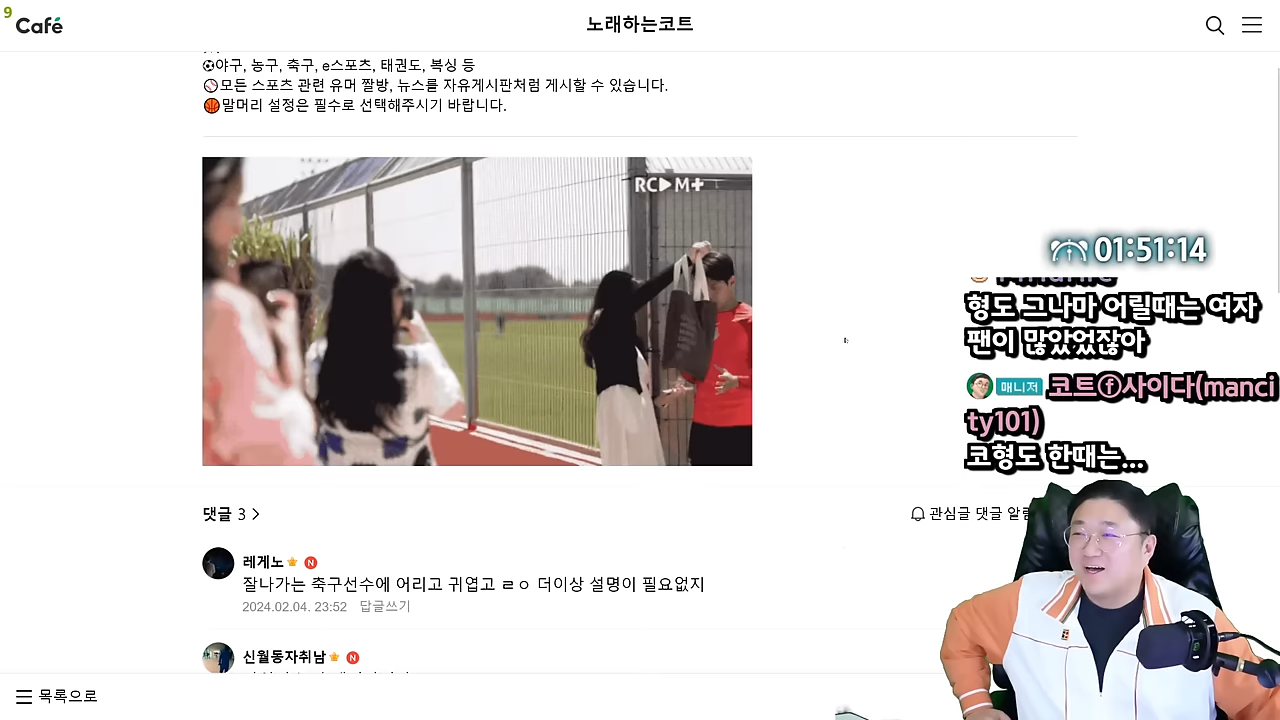 9
Café
노래하는코트
⚽야구, 농구, 축구, e스포츠, 태권도, 복싱 등
⚾모든 스포츠 관련 유머 짤방, 뉴스를 자유게시판처럼 게시할 수 있습니다.
🏀말머리 설정은 필수로 선택해주시기 바랍니다.
RC▶M+
01:51:14
형도 그나마 어릴때는 여자
팬이 많았었잖아
매니저 코트ⓕ사이다(manci
ty101)
코형도 한때는...
댓글 3 >
관심글 댓글 알림
레게노 N
잘나가는 축구선수에 어리고 귀엽고 ㄹㅇ 더이상 설명이 필요없지
2024.02.04. 23:52 답글쓰기
신월동자취남 N
목록으로